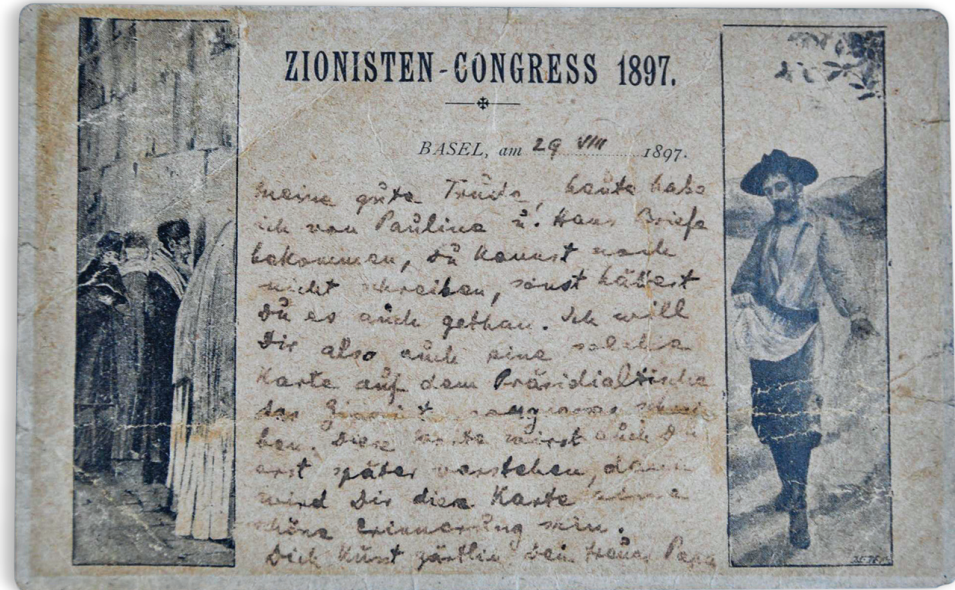 ZIONISTEN-CONGRESS 1897.
BASEL, am 29 VIII 1897.
Meine gute Trude, heute habe
ich von Pauline u. Hans Briefe
bekommen, Du kannst noch
nicht schreiben, sonst hättest
Du es auch gethan. Ich will
Dir also auch eine solche
Karte auf dem Präsidialtische
des
ben. Diese Karte wirst auch Du
erst später verstehen, dann
wird Dir diese Karte eine
schöne Erinnerung sein.
Dich küsst zärtlich Dein treuer Papa